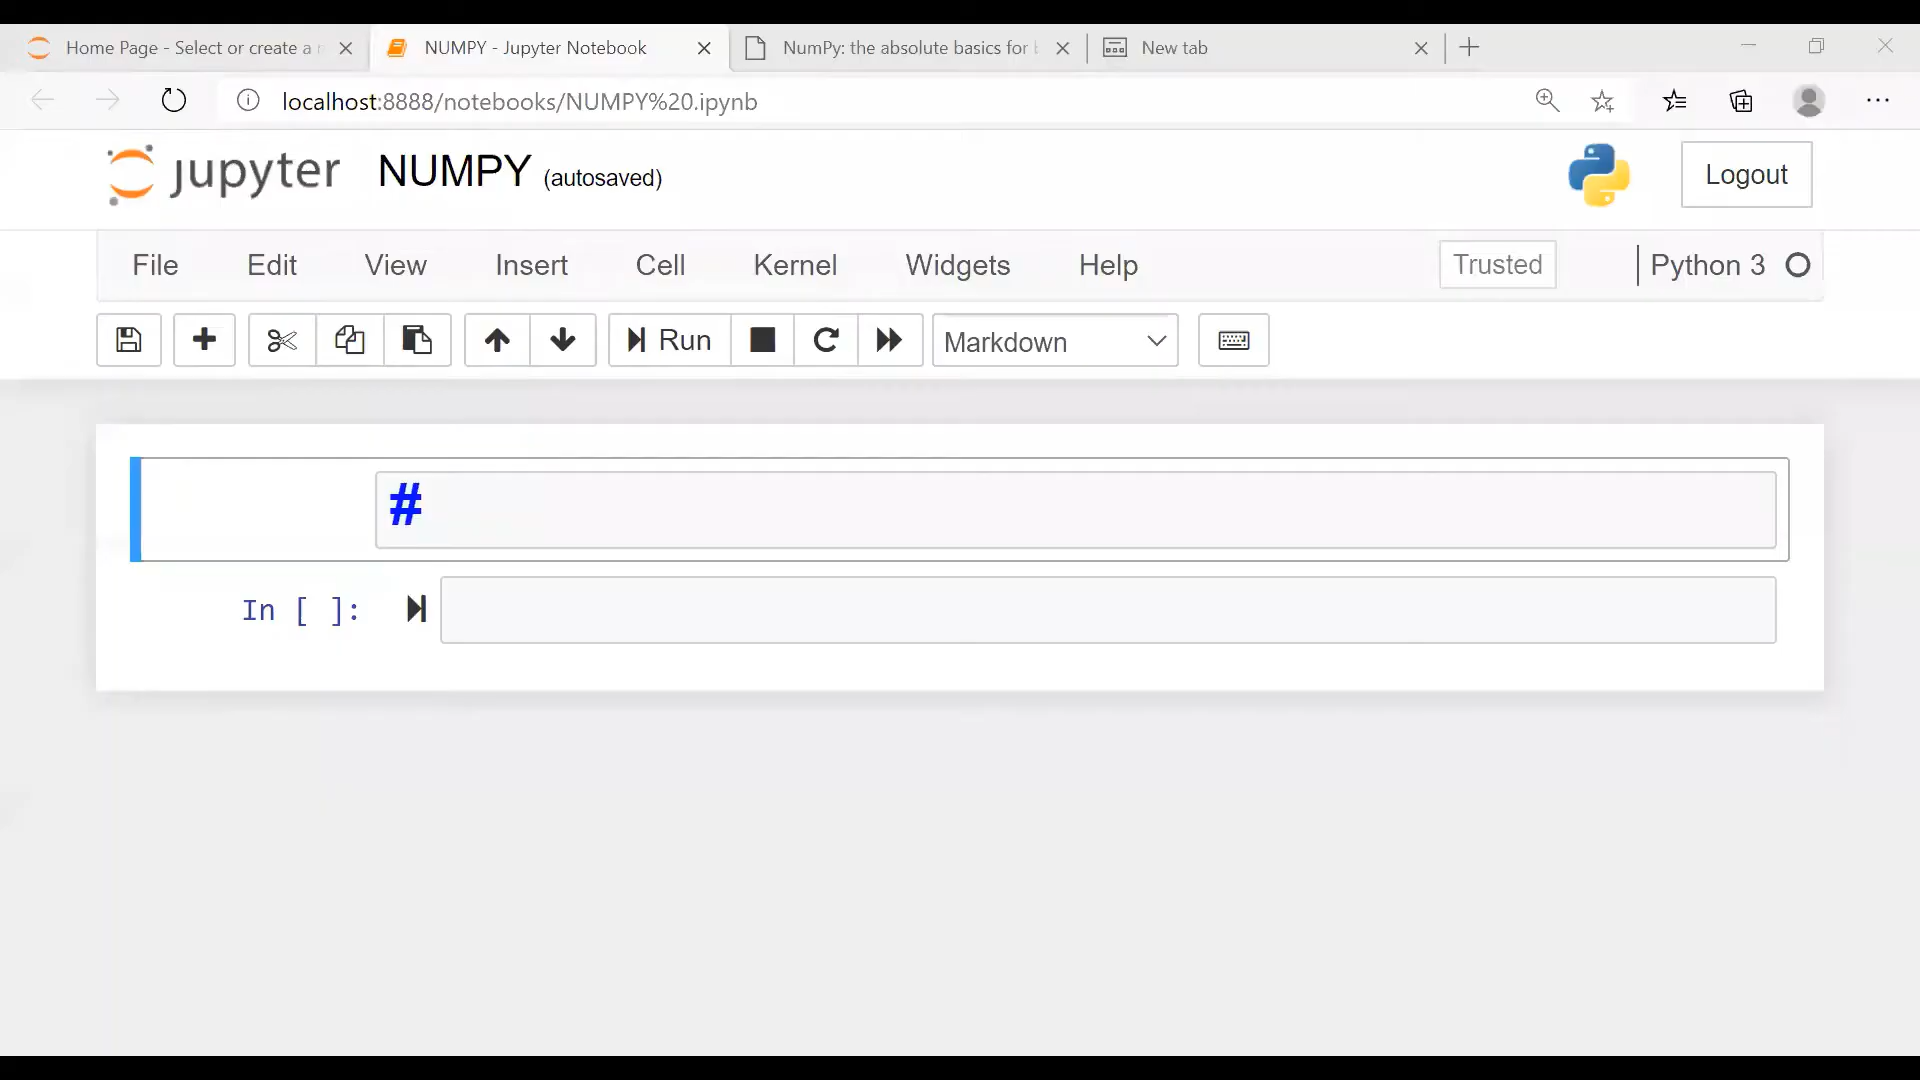 Home Page - Select or create a
NUMPY - Jupyter Notebook
NumPy: the absolute basics for
New tab
localhost:8888/notebooks/NUMPY%20.ipynb
jupyter NUMPY (autosaved)
Logout
File Edit View Insert Cell Kernel Widgets Help
Trusted
Python 3
Run
Markdown
#
In [ ]: